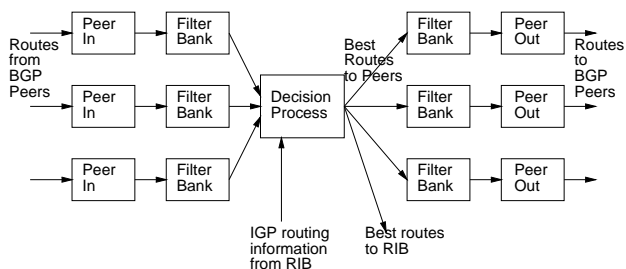 Routes
from
BGP
Peers
Peer
In
Filter
Bank
Peer
In
Filter
Bank
Peer
In
Filter
Bank
Decision
Process
IGP routing
information
from RIB
Best
Routes
to Peers
Best routes
to RIB
Filter
Bank
Peer
Out
Filter
Bank
Peer
Out
Filter
Bank
Peer
Out
Routes
to
BGP
Peers